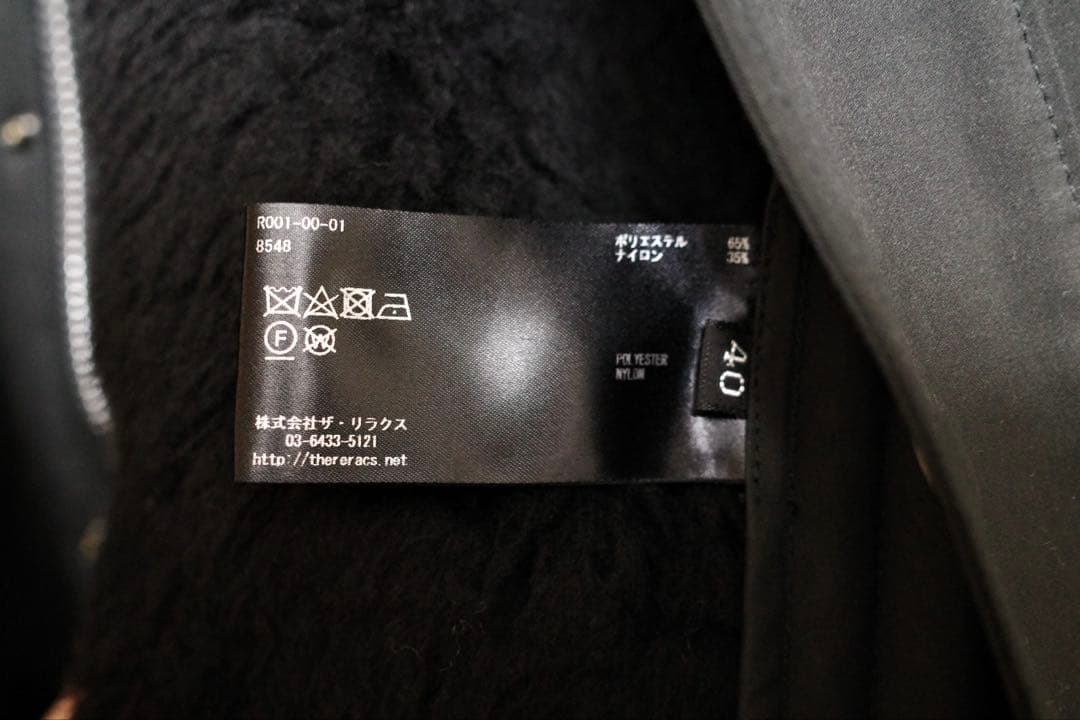 R001-00-01
8548
F
W
株式会社ザ・リラクス
03-6433-5121
http://thereracs.net
ポリエステル 65%
ナイロン 35%
POLYESTER
NYLON
40